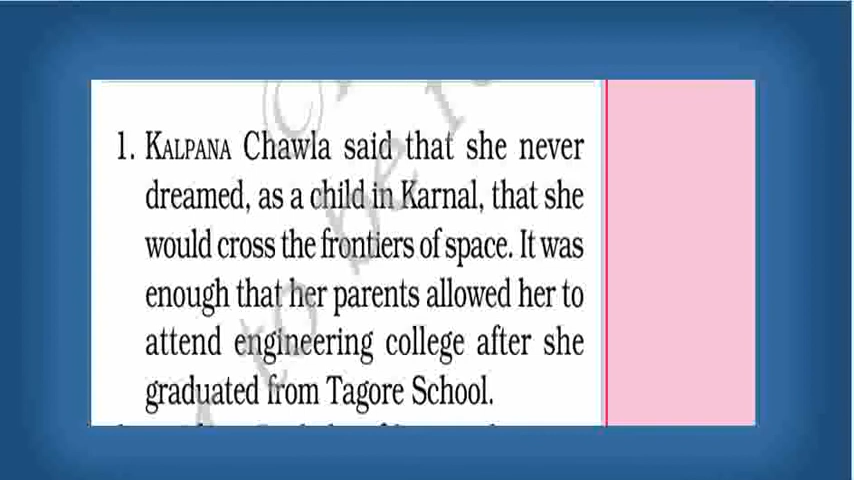 1. KALPANA Chawla said that she never
dreamed, as a child in Karnal, that she
would cross the frontiers of space. It was
enough that her parents allowed her to
attend engineering college after she
graduated from Tagore School.
to be